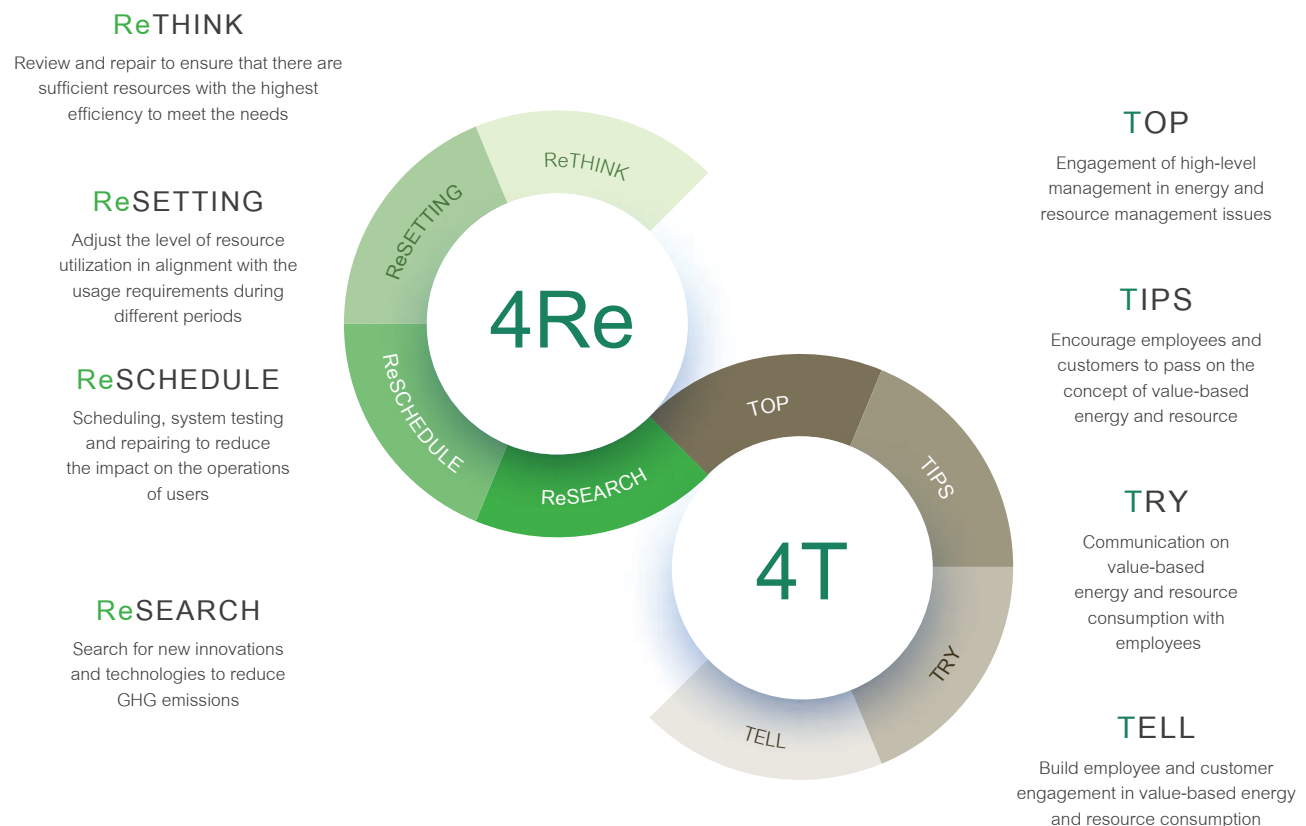 ReTHINK
Review and repair to ensure that there are
sufficient resources with the highest
efficiency to meet the needs
ReSETTING
Adjust the level of resource
utilization in alignment with the
usage requirements during
different periods
ReSCHEDULE
Scheduling, system testing
and repairing to reduce
the impact on the operations
of users
ReSEARCH
Search for new innovations
and technologies to reduce
GHG emissions
ReTHINK
ReSETTING
ReSCHEDULE
ReSEARCH
4Re
TOP
TIPS
TRY
TELL
4T
TOP
Engagement of high-level
management in energy and
resource management issues
TIPS
Encourage employees and
customers to pass on the
concept of value-based
energy and resource
TRY
Communication on
value-based
energy and resource
consumption with
employees
TELL
Build employee and customer
engagement in value-based energy
and resource consumption